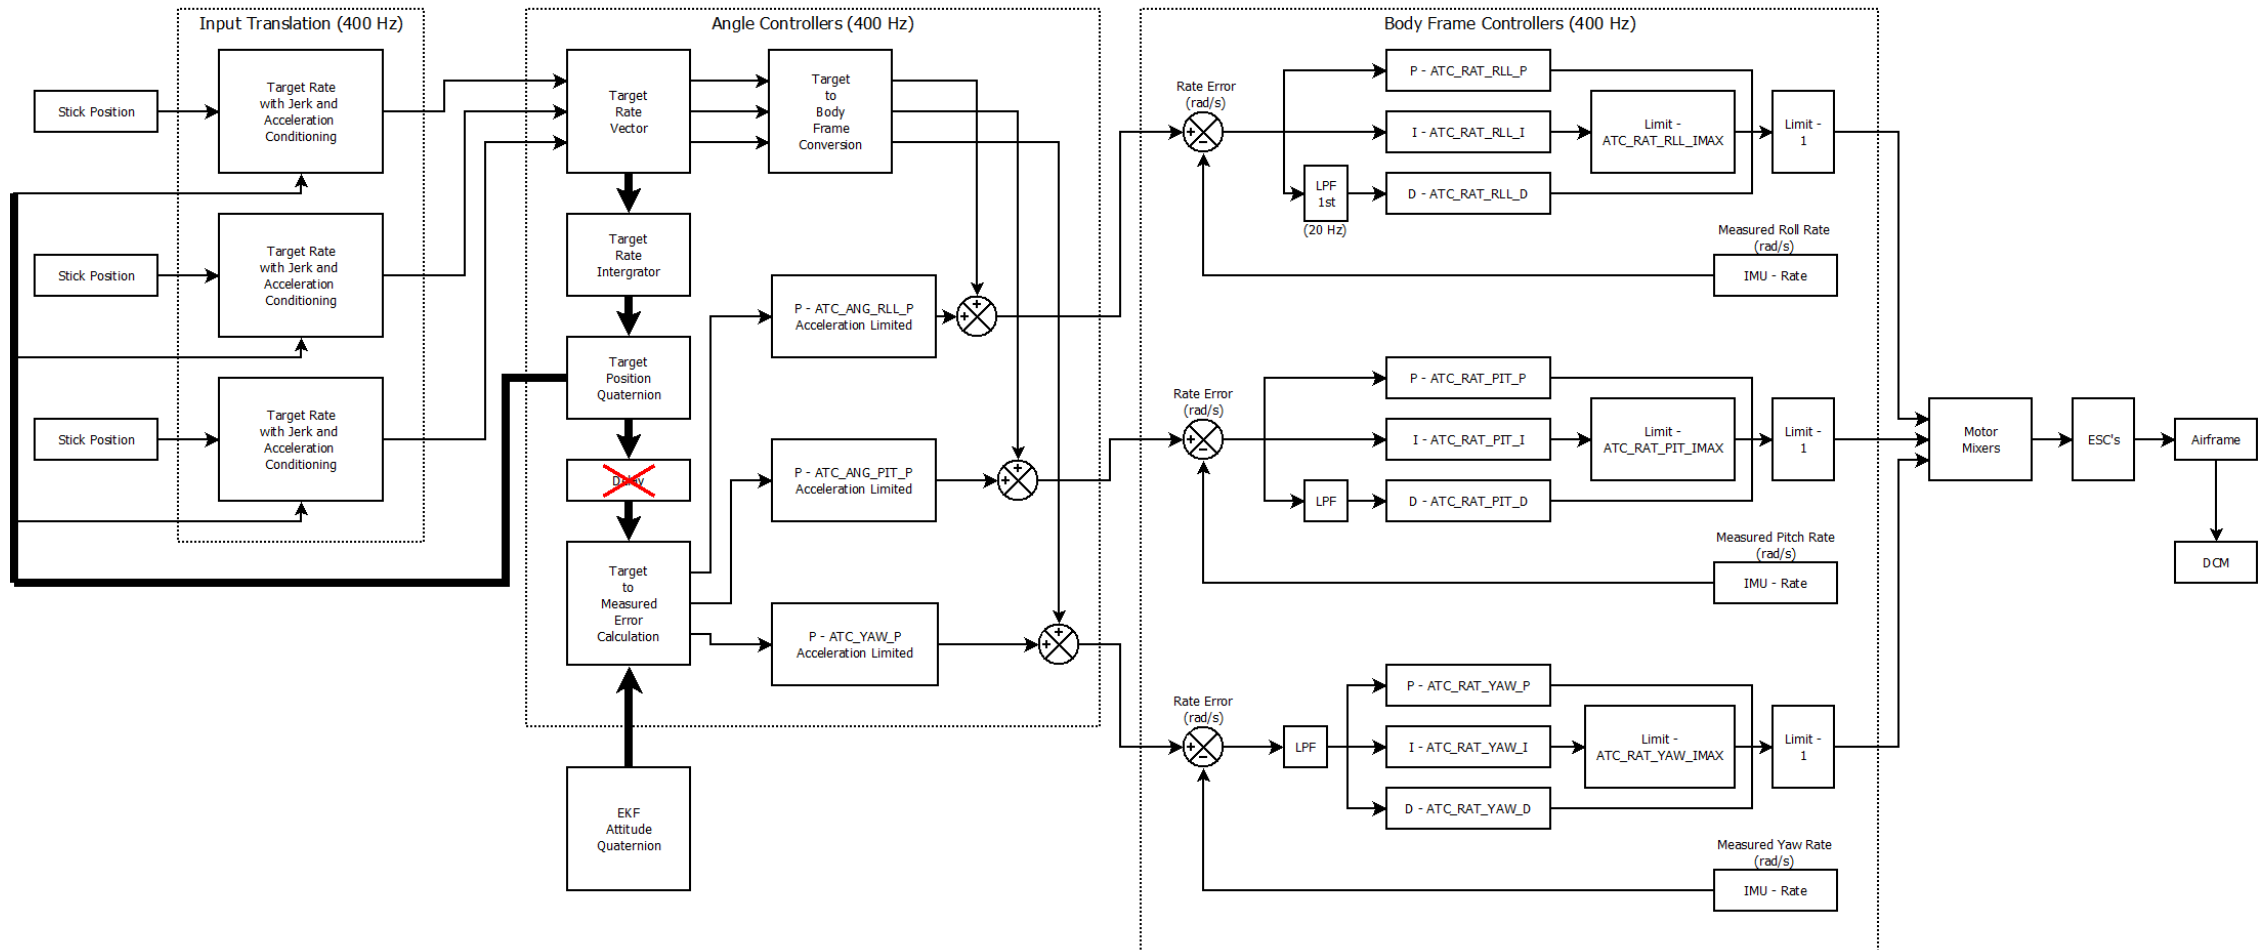 Input Translation (400 Hz)
Stick Position
Target Rate
with Jerk and
Acceleration
Conditioning
Stick Position
Target Rate
with Jerk and
Acceleration
Conditioning
Stick Position
Target Rate
with Jerk and
Acceleration
Conditioning
Angle Controllers (400 Hz)
Target
Rate
Vector
Target
to
Body
Frame
Conversion
Target
Rate
Intergrator
Target
Position
Quaternion
Delay
Target
to
Measured
Error
Calculation
EKF
Attitude
Quaternion
P - ATC_ANG_RLL_P
Acceleration Limited
+
+
P - ATC_ANG_PIT_P
Acceleration Limited
+
+
P - ATC_YAW_P
Acceleration Limited
+
+
Body Frame Controllers (400 Hz)
Rate Error
(rad/s)
+
-
P - ATC_RAT_RLL_P
I - ATC_RAT_RLL_I
Limit -
ATC_RAT_RLL_IMAX
Limit -
1
LPF
1st
(20 Hz)
D - ATC_RAT_RLL_D
Measured Roll Rate
(rad/s)
IMU - Rate
Rate Error
(rad/s)
+
-
P - ATC_RAT_PIT_P
I - ATC_RAT_PIT_I
Limit -
ATC_RAT_PIT_IMAX
Limit -
1
LPF
D - ATC_RAT_PIT_D
Measured Pitch Rate
(rad/s)
IMU - Rate
Rate Error
(rad/s)
+
-
LPF
P - ATC_RAT_YAW_P
I - ATC_RAT_YAW_I
Limit -
ATC_RAT_YAW_IMAX
Limit -
1
D - ATC_RAT_YAW_D
Measured Yaw Rate
(rad/s)
IMU - Rate
Motor
Mixers
ESC's
Airframe
DCM